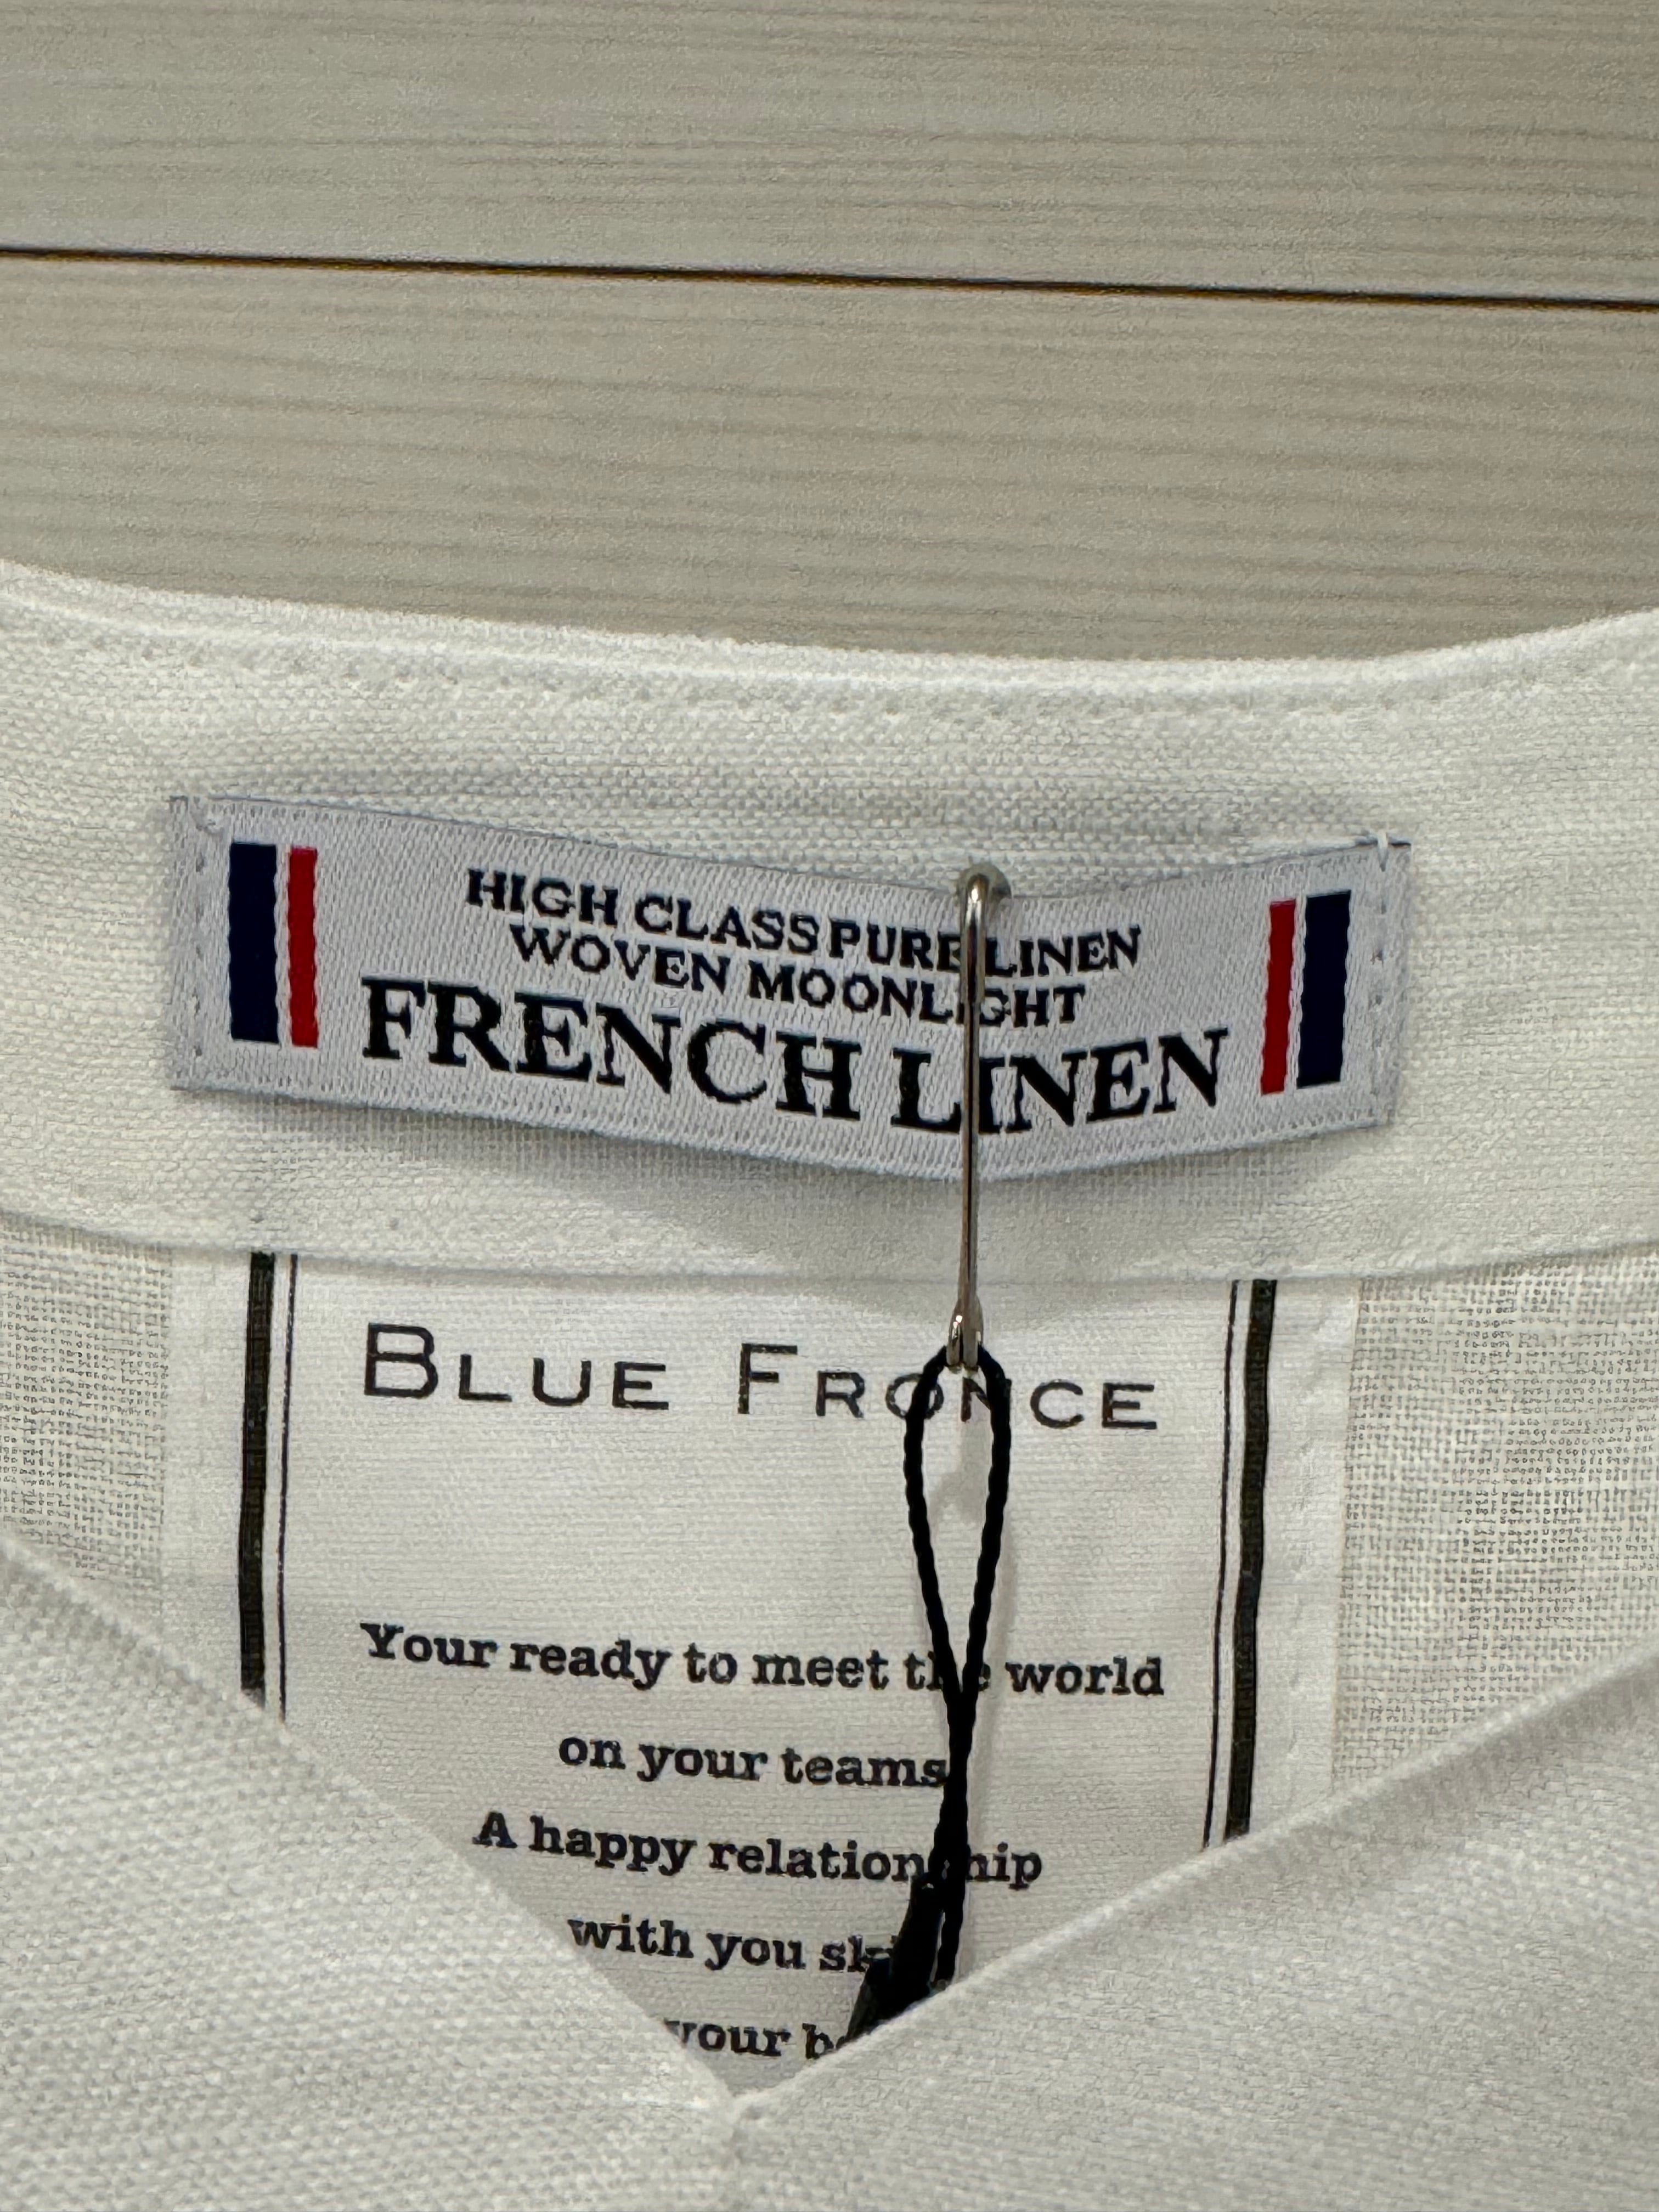 HIGH CLASS PURE LINEN
WOVEN MOONLIGHT
FRENCH LINEN
BLUE FRONCE
Your ready to meet the world
on your teams
A happy relationship
with you
your